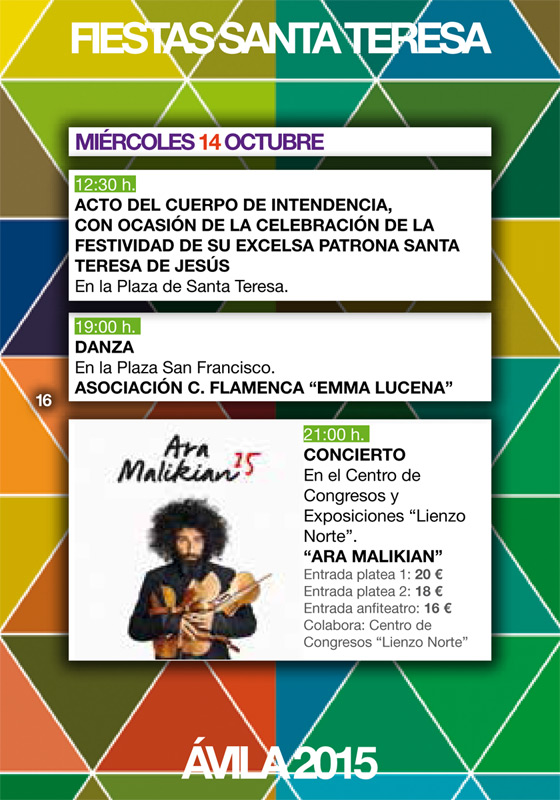 FIESTAS SANTA TERESA
MIÉRCOLES 14 OCTUBRE
12:30 h.
ACTO DEL CUERPO DE INTENDENCIA,
CON OCASIÓN DE LA CELEBRACIÓN DE LA
FESTIVIDAD DE SU EXCELSA PATRONA SANTA
TERESA DE JESÚS
En la Plaza de Santa Teresa.
19:00 h.
DANZA
En la Plaza San Francisco.
ASOCIACIÓN C. FLAMENCA “EMMA LUCENA”
16
Ara
Malikian 15
21:00 h.
CONCIERTO
En el Centro de
Congresos y
Exposiciones “Lienzo
Norte”.
“ARA MALIKIAN”
Entrada platea 1: 20 €
Entrada platea 2: 18 €
Entrada anfiteatro: 16 €
Colabora: Centro de
Congresos “Lienzo Norte”
ÁVILA 2015